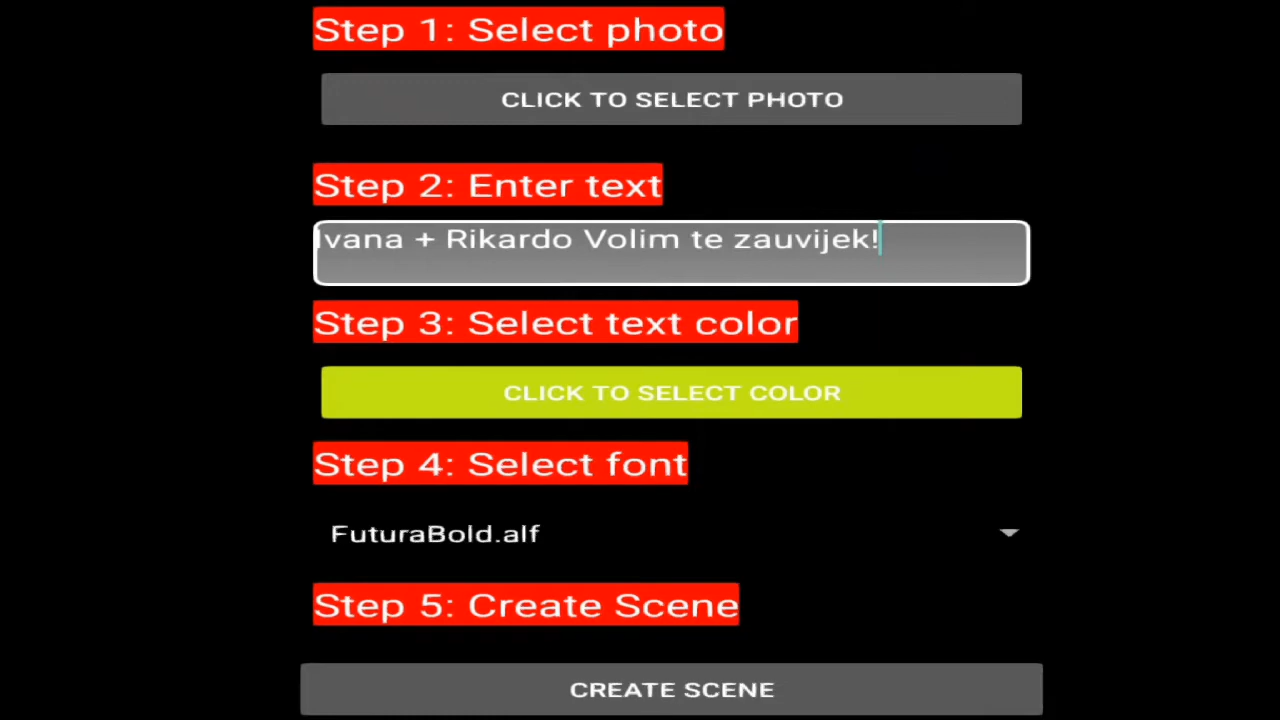 Step 1: Select photo
CLICK TO SELECT PHOTO
Step 2: Enter text
Ivana + Rikardo Volim te zauvijek!
Step 3: Select text color
CLICK TO SELECT COLOR
Step 4: Select font
FuturaBold.alf
Step 5: Create Scene
CREATE SCENE